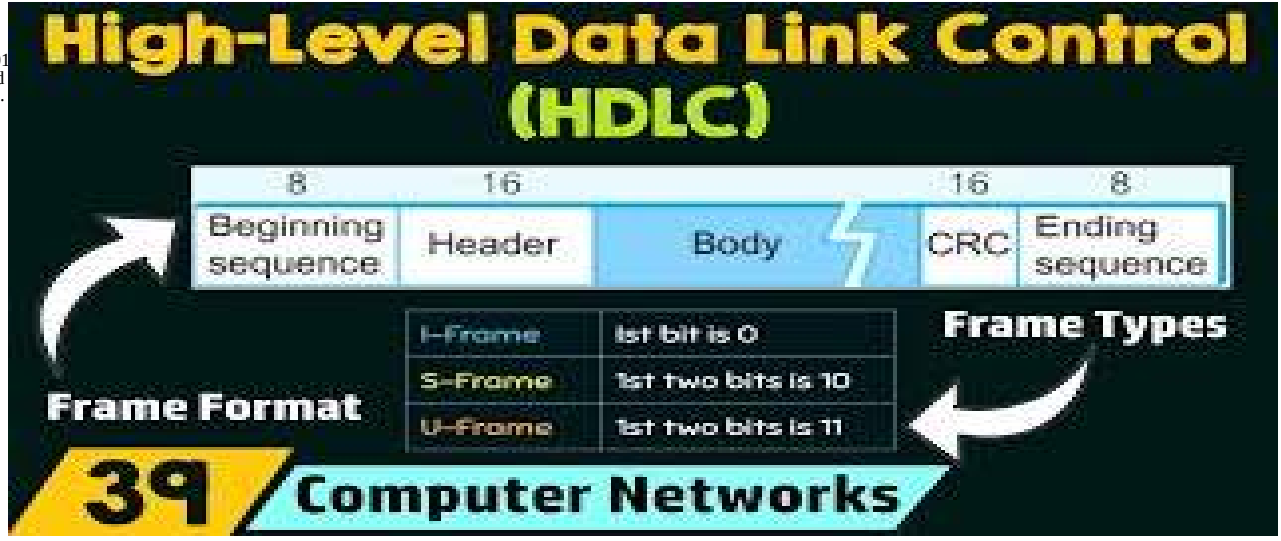 High-Level Data Link Control
(HDLC)
8 16 16 8
Beginning sequence Header Body CRC Ending sequence
Frame Types
I-Frame 1st bit is 0
S-Frame 1st two bits is 10
U-Frame 1st two bits is 11
Frame Format
39 Computer Networks